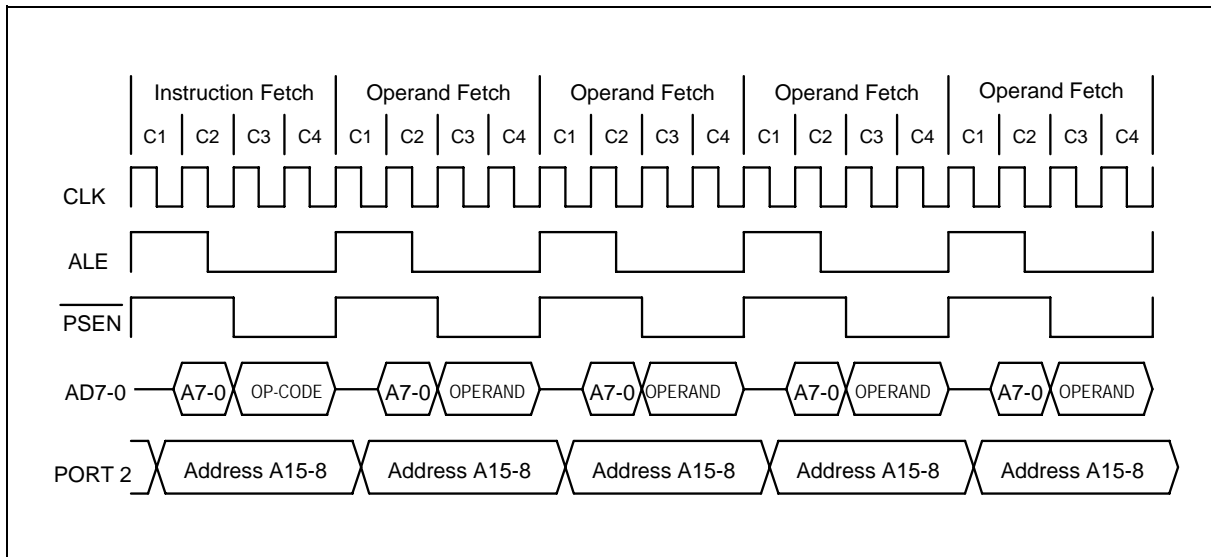 Instruction Fetch Operand Fetch Operand Fetch Operand Fetch Operand Fetch
C1 C2 C3 C4 C1 C2 C3 C4 C1 C2 C3 C4 C1 C2 C3 C4 C1 C2 C3 C4
CLK
ALE
PSEN
AD7-0 A7-0 OP-CODE A7-0 OPERAND A7-0 OPERAND A7-0 OPERAND A7-0 OPERAND
PORT 2 Address A15-8 Address A15-8 Address A15-8 Address A15-8 Address A15-8